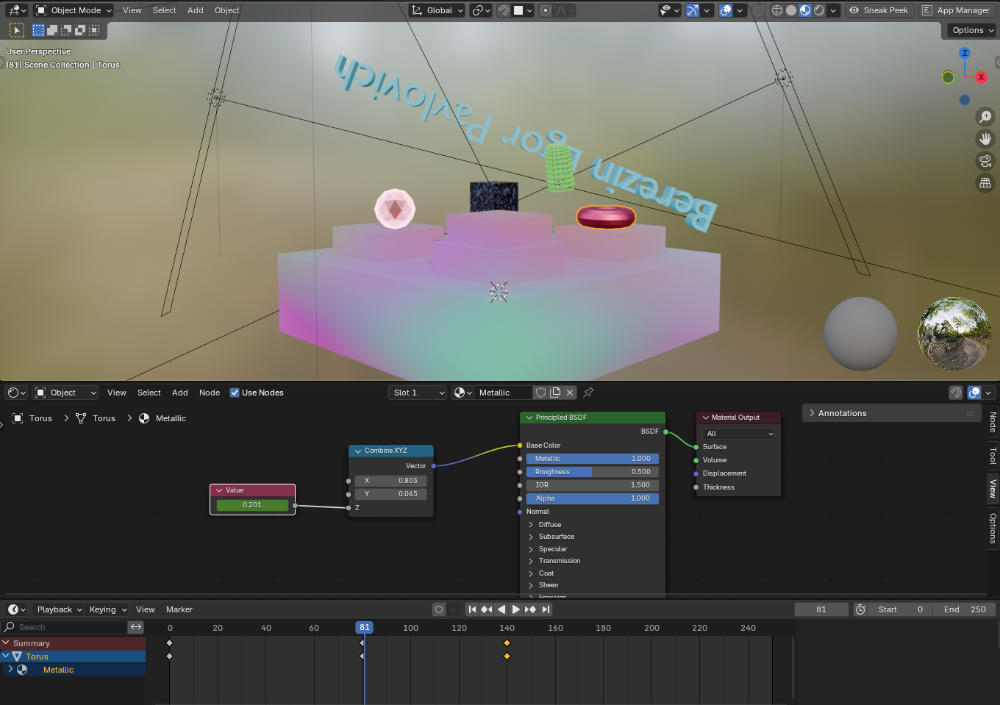 Object Mode View Select Add Object Global Sneak Peek App Manager
Options
User Perspective
(81) Scene Collection | Torus
Z
X
Berezin Egor Pavlovich
Object View Select Add Node Use Nodes Slot 1 Metallic
Torus Torus Metallic
Annotations
Node
Tool
View
Options
Value
0.201
Combine XYZ
Vector
X 0.803
Y 0.045
Z
Principled BSDF
BSDF
Base Color
Metallic 1.000
Roughness 0.500
IOR 1.500
Alpha 1.000
Normal
Diffuse
Subsurface
Specular
Transmission
Coat
Sheen
Emission
Material Output
All
Surface
Volume
Displacement
Thickness
Playback Keying View Marker 81 Start 0 End 250
Search 0 20 40 60 81 100 120 140 160 180 200 220 240
Summary
Torus
Metallic